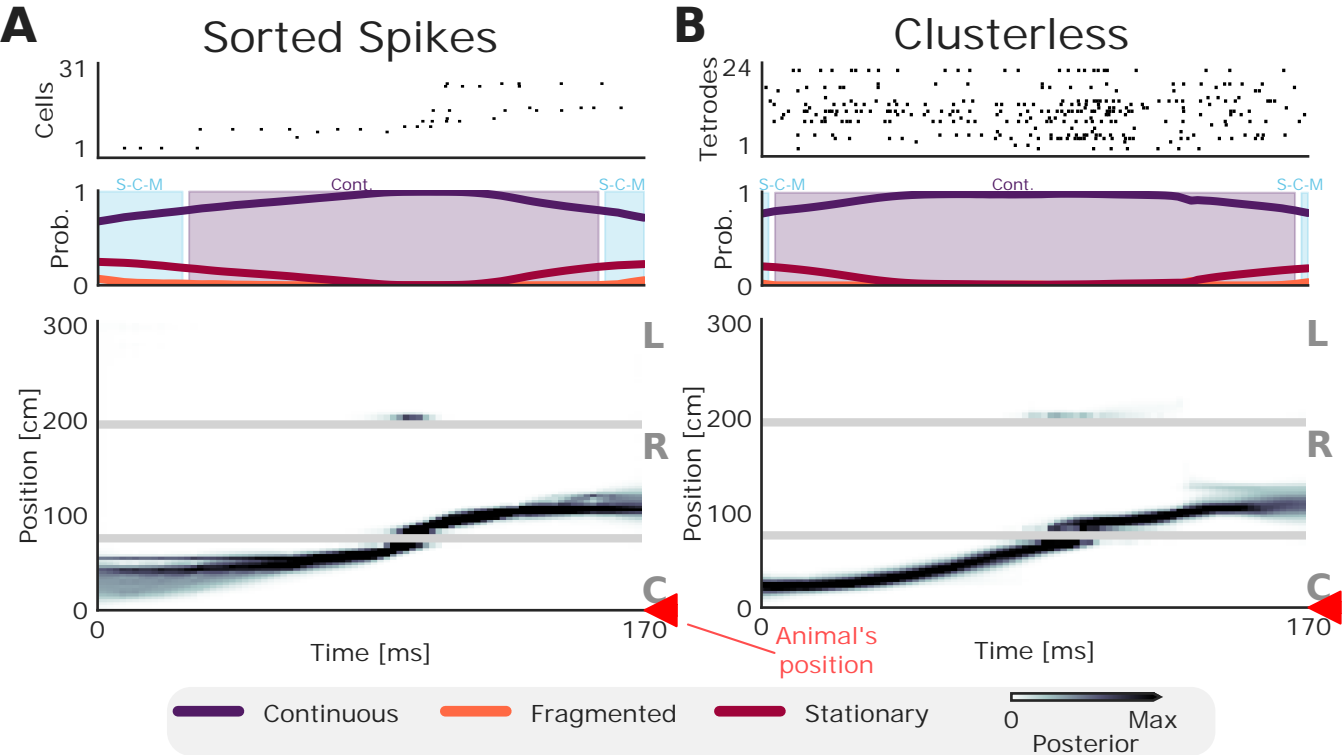 A
Sorted Spikes
31
Cells
1
S-C-M
Cont.
S-C-M
1
Prob.
0
300
L
200
R
Position [cm]
100
C
0
0
170
Time [ms]
B
Clusterless
24
Tetrodes
1
S-C-M
Cont.
S-C-M
1
Prob.
0
300
L
200
R
Position [cm]
100
C
0
0
170
Time [ms]
Animal's
position
Continuous
Fragmented
Stationary
0
Max
Posterior